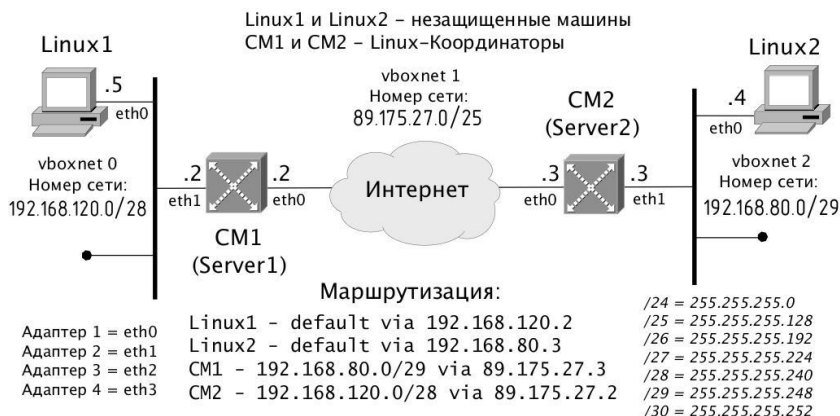 Linux1 и Linux2 – незащищенные машины
CM1 и CM2 – Linux-Координаторы
Linux1
.5
eth0
vboxnet 0
Номер сети:
192.168.120.0/28
.2
eth1
CM1
(Server1)
.2
eth0
vboxnet 1
Номер сети:
89.175.27.0/25
Интернет
CM2
(Server2)
.3
eth0
.3
eth1
Linux2
.4
eth0
vboxnet 2
Номер сети:
192.168.80.0/29
Адаптер 1 = eth0
Адаптер 2 = eth1
Адаптер 3 = eth2
Адаптер 4 = eth3
Маршрутизация:
Linux1 – default via 192.168.120.2
Linux2 – default via 192.168.80.3
CM1 – 192.168.80.0/29 via 89.175.27.3
CM2 – 192.168.120.0/28 via 89.175.27.2
/24 = 255.255.255.0
/25 = 255.255.255.128
/26 = 255.255.255.192
/27 = 255.255.255.224
/28 = 255.255.255.240
/29 = 255.255.255.248
/30 = 255.255.255.252